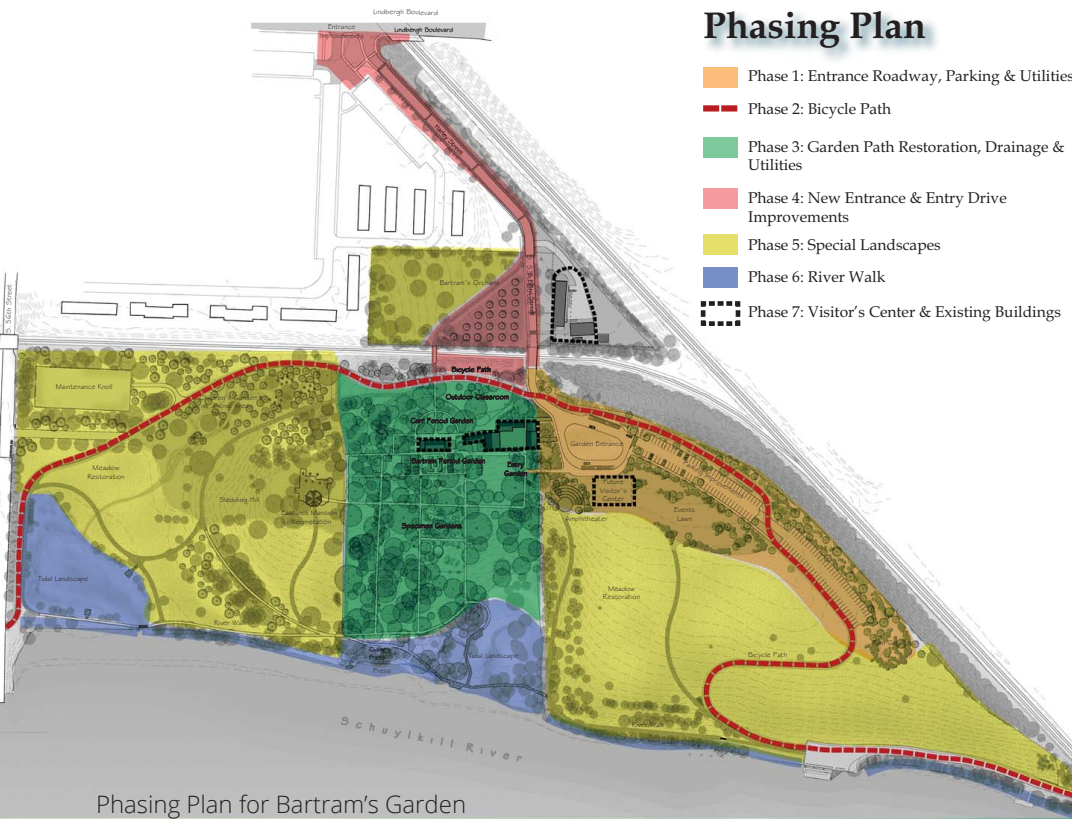 Lindbergh Boulevard
Phasing Plan
Entrance
Lindbergh Boulevard
Phase 1: Entrance Roadway, Parking & Utilities
Phase 2: Bicycle Path
Phase 3: Garden Path Restoration, Drainage &
Utilities
Phase 4: New Entrance & Entry Drive
Improvements
Phase 5: Special Landscapes
Phase 6: River Walk
Phase 7: Visitor's Center & Existing Buildings
S. 56th Street
Bicycle Path
Maintenance Knoll
Outdoor Classroom
Carr Period Garden
Garden Entrance
Bartram Period Garden
Entry
Garden
Meadow
Restoration
Sledding Hill
Future
Visitor's
Center
Events
Lawn
Amphitheater
Specimen Gardens
Tidal Landscape
Meadow
Restoration
River Walk
Tidal Landscape
Bicycle Path
Schuylkill River
Phasing Plan for Bartram's Garden